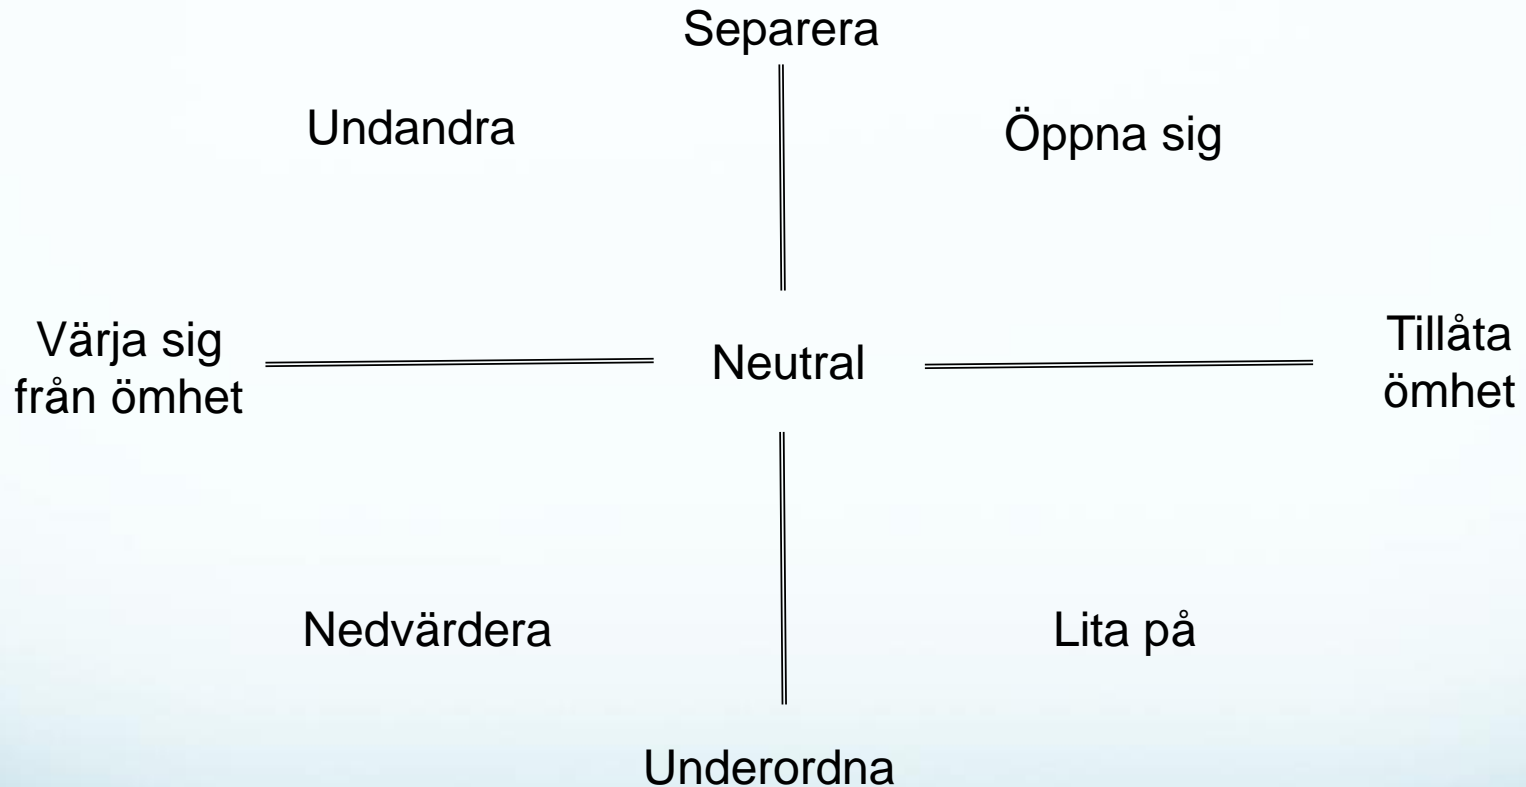 Separera
Undandra
Öppna sig
Värja sig
från ömhet
Neutral
Tillåta
ömhet
Nedvärdera
Lita på
Underordna